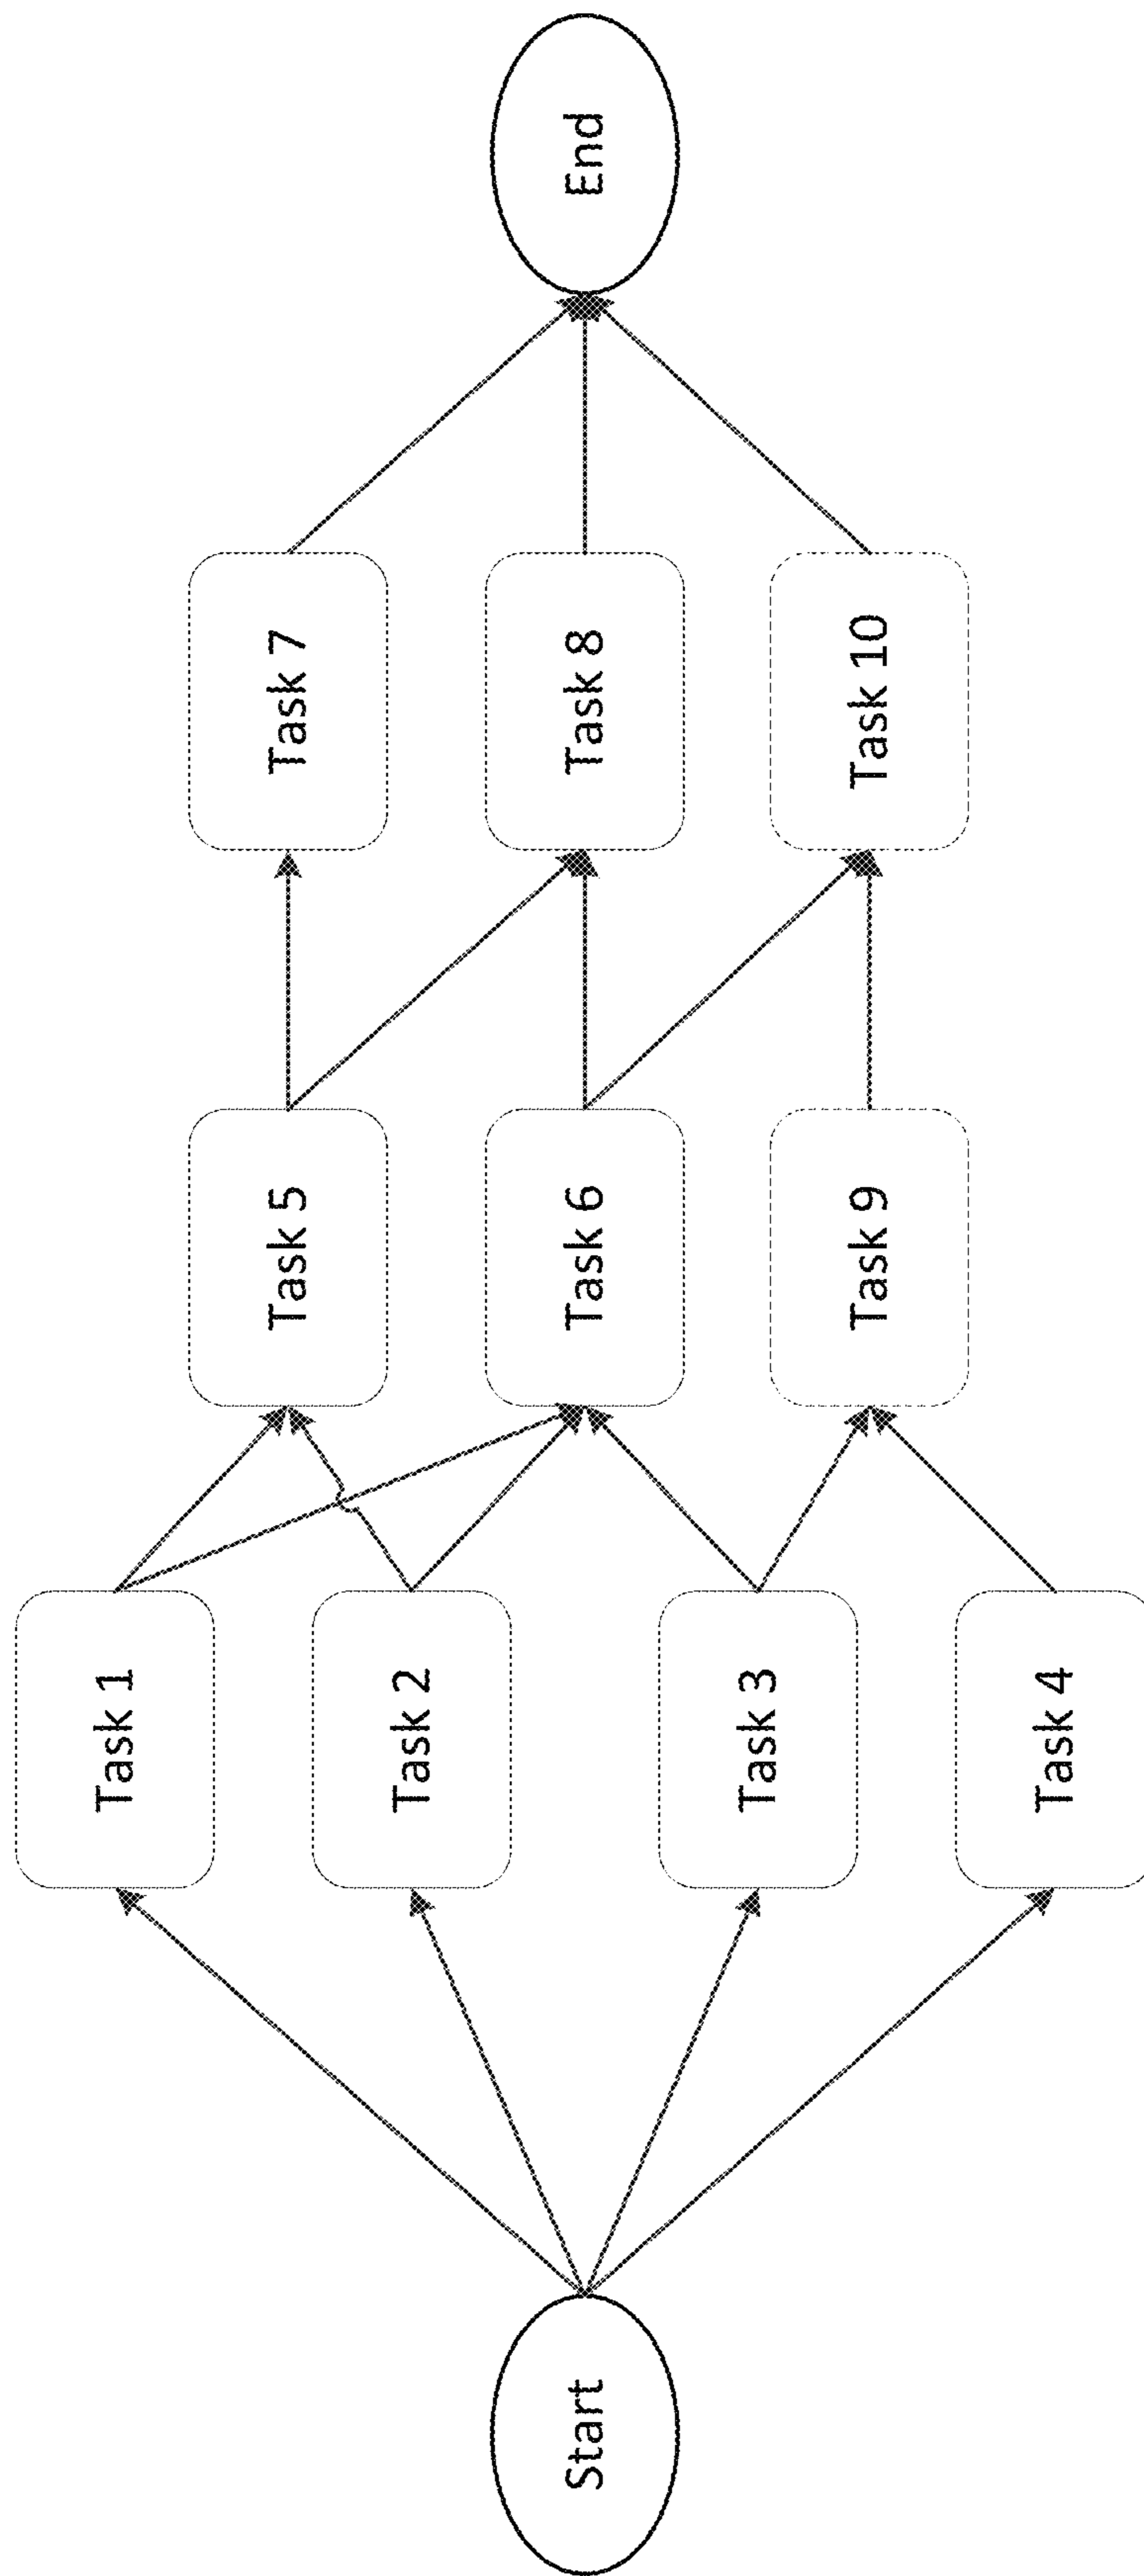 Start
Task 1
Task 2
Task 3
Task 4
Task 5
Task 6
Task 9
Task 7
Task 8
Task 10
End